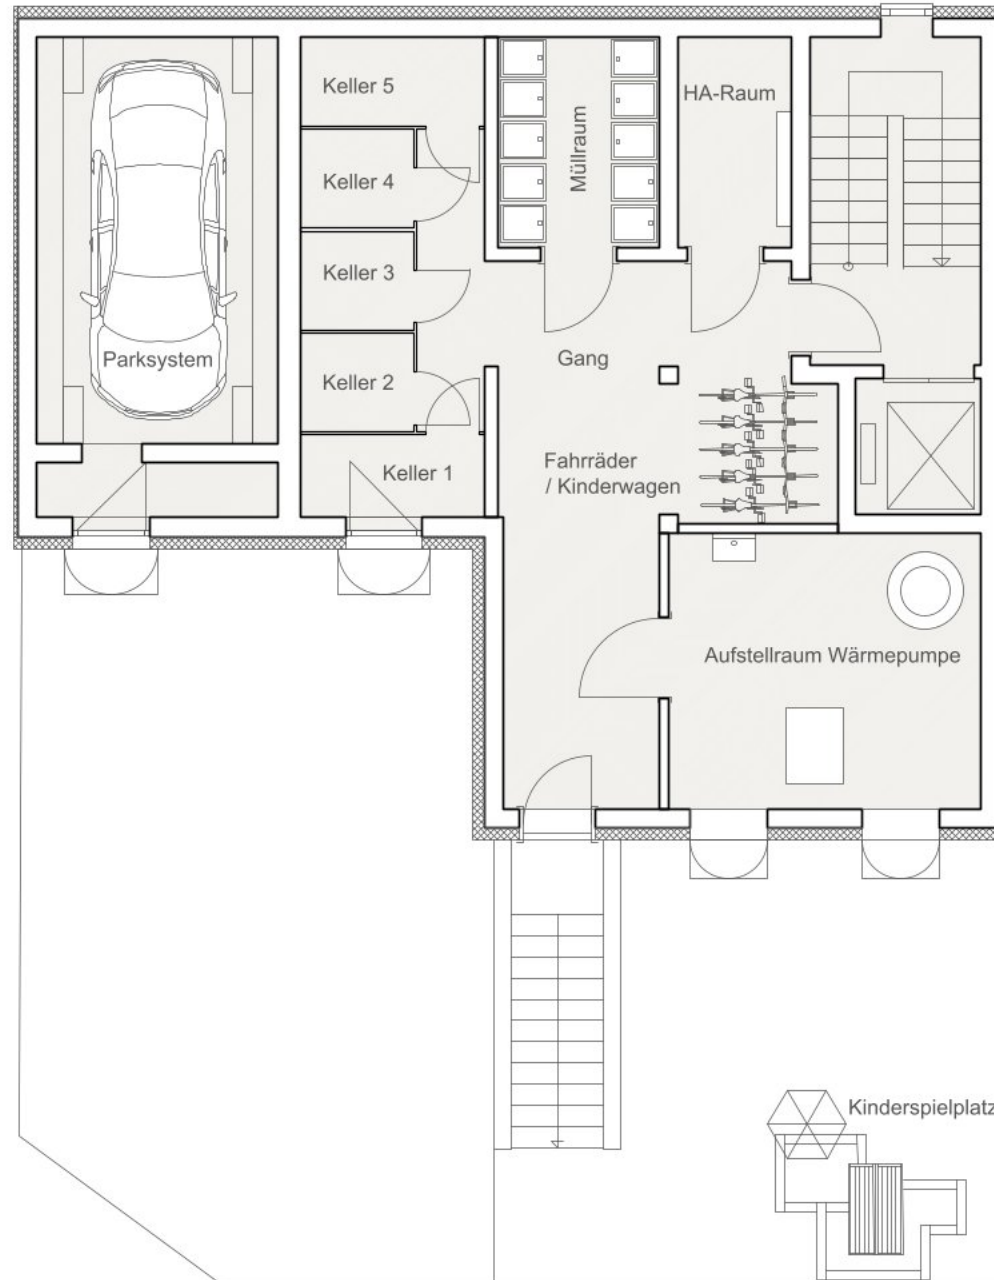 Keller 5
HA-Raum
Müllraum
Keller 4
Keller 3
Parksystem
Gang
Keller 2
Keller 1
Fahrräder
/ Kinderwagen
Aufstellraum Wärmepumpe
Kinderspielplatz